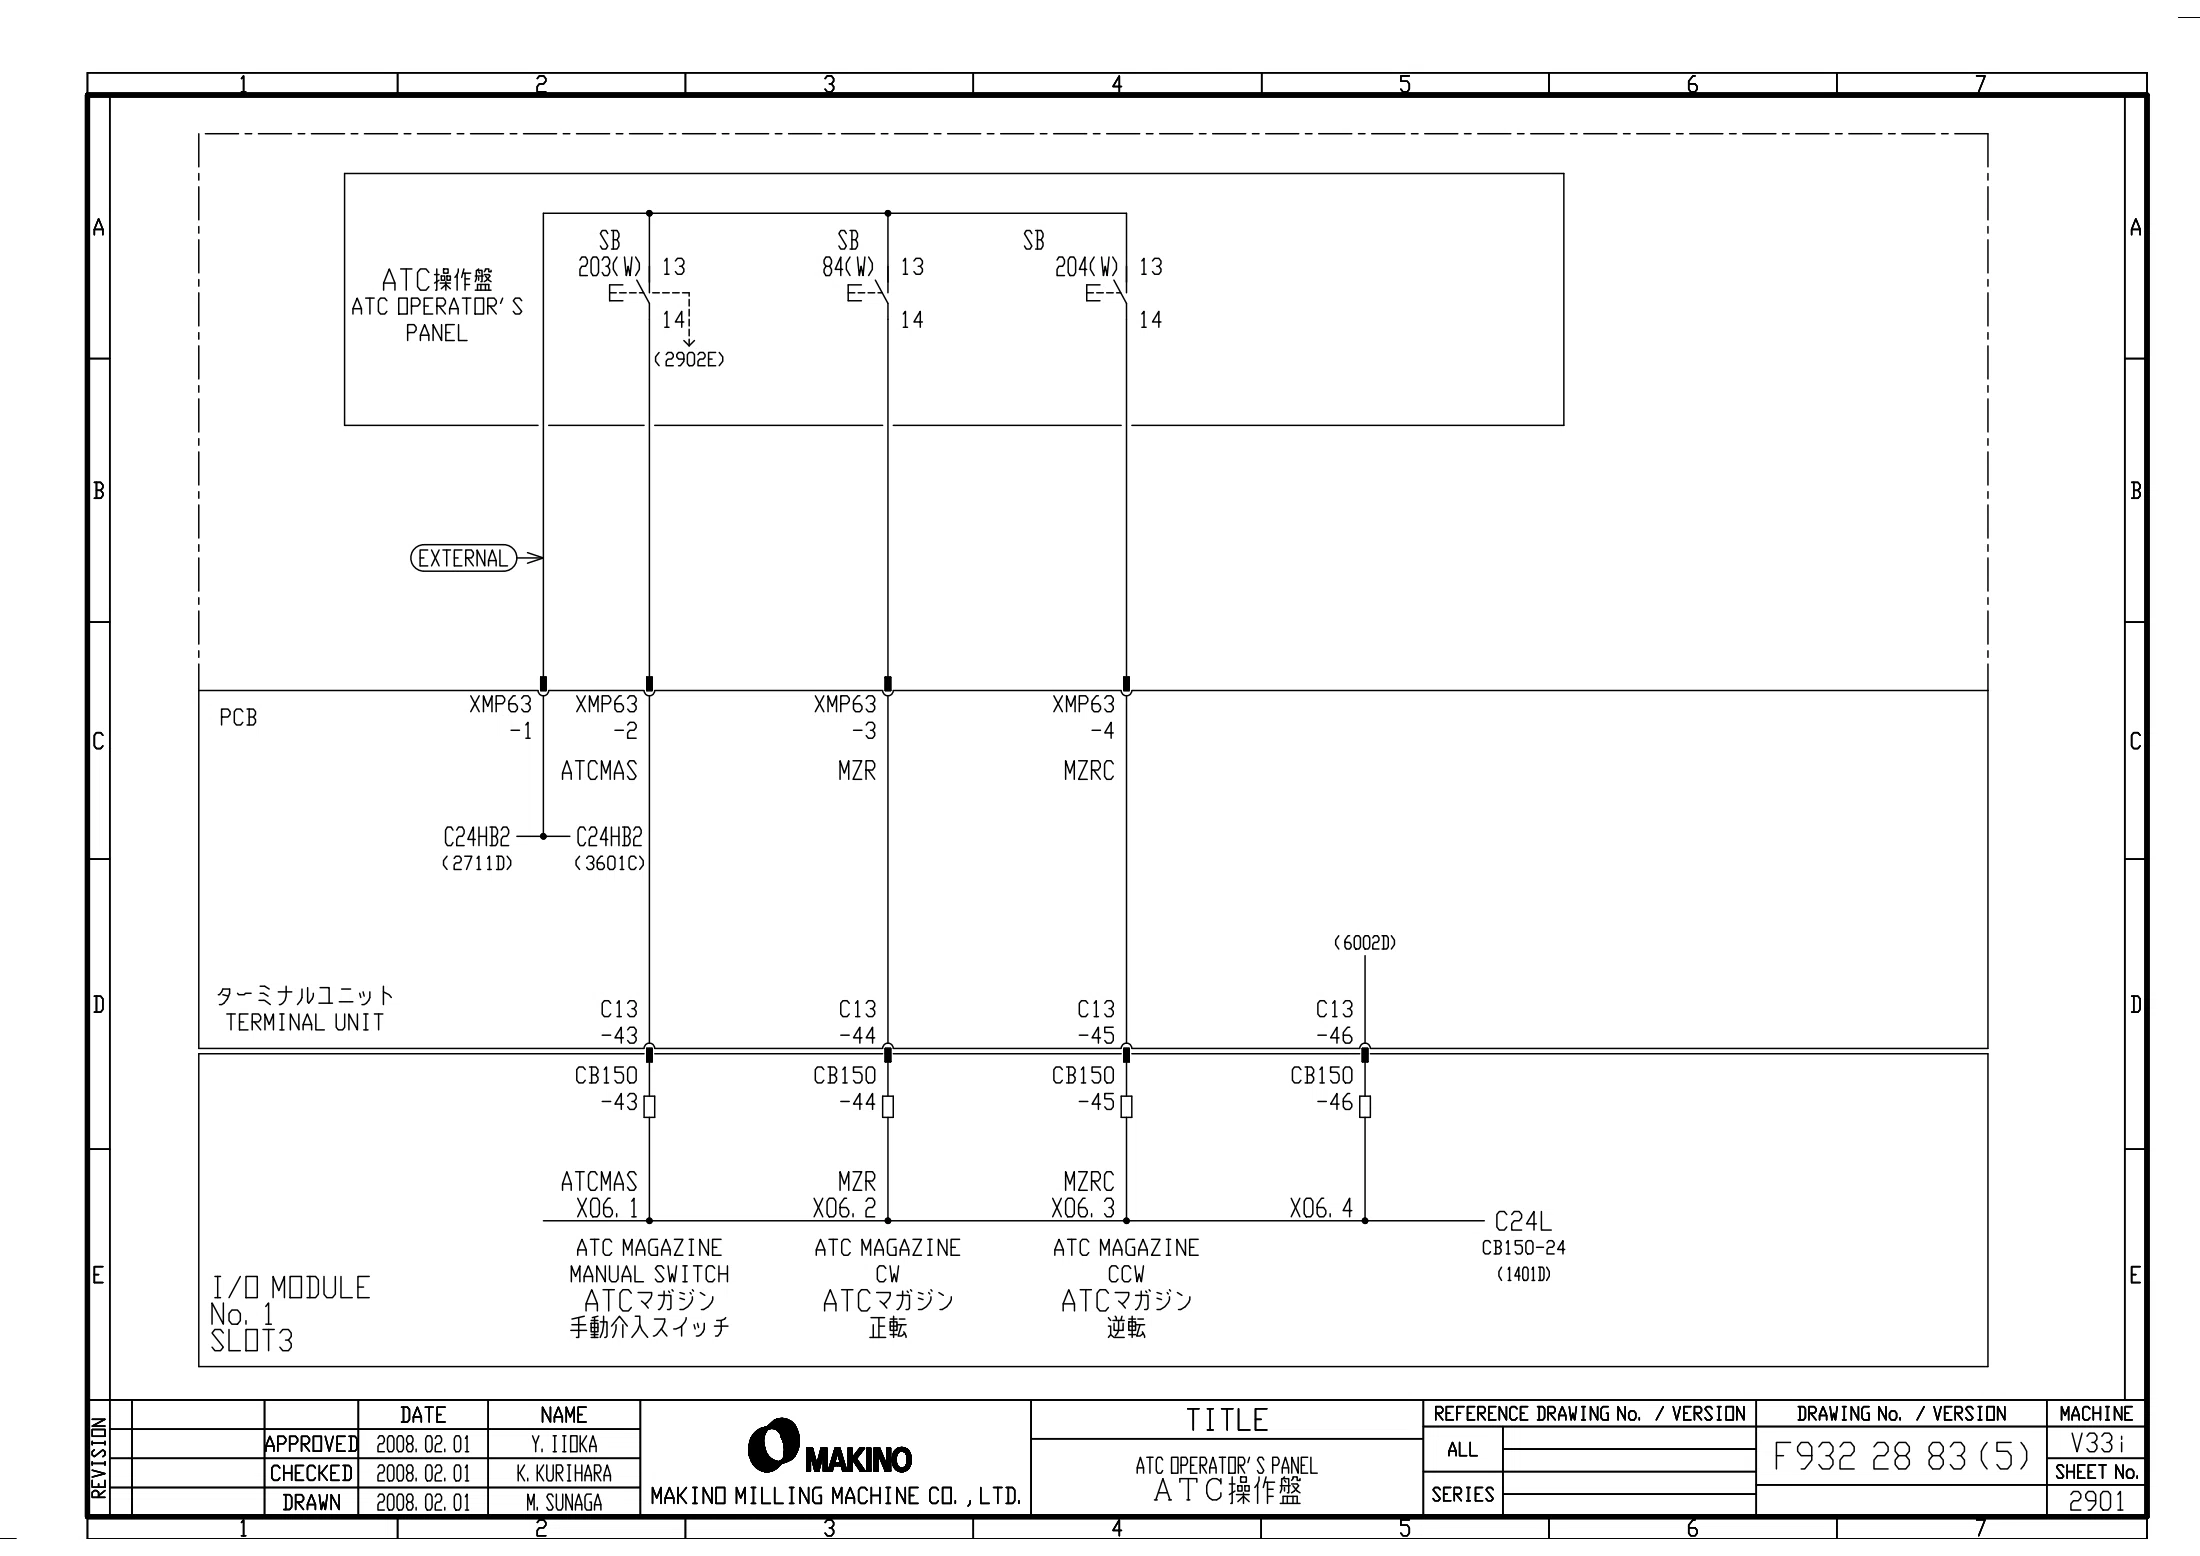 1 2 3 4 5 6 7
A A
SB SB SB
203(W) 13 84(W) 13 204(W) 13
ATC操作盤
ATC OPERATOR'S
PANEL
14 14 14
(2902E)
B B
EXTERNAL
XMP63 XMP63 XMP63 XMP63
-1 -2 -3 -4
PCB
C C
ATCMAS MZR MZRC
C24HB2 C24HB2
(2711D) (3601C)
(6002D)
ターミナルユニット
TERMINAL UNIT
D D
C13 C13 C13 C13
-43 -44 -45 -46
CB150 CB150 CB150 CB150
-43 -44 -45 -46
ATCMAS MZR MZRC
X06.1 X06.2 X06.3 X06.4
C24L
CB150-24
(1401D)
ATC MAGAZINE ATC MAGAZINE ATC MAGAZINE
MANUAL SWITCH CW CCW
ATCマガジン ATCマガジン ATCマガジン
手動介入スイッチ 正転 逆転
E E
I/O MODULE
No.1
SLOT3
REVISION
DATE NAME
APPROVED 2008.02.01 Y.IIOKA
CHECKED 2008.02.01 K.KURIHARA
DRAWN 2008.02.01 M.SUNAGA
MAKINO
MAKINO MILLING MACHINE CO.,LTD.
TITLE
ATC OPERATOR'S PANEL
ATC操作盤
REFERENCE DRAWING No. / VERSION
ALL
SERIES
DRAWING No. / VERSION
F932 28 83(5)
MACHINE
V33i
SHEET No.
2901
1 2 3 4 5 6 7